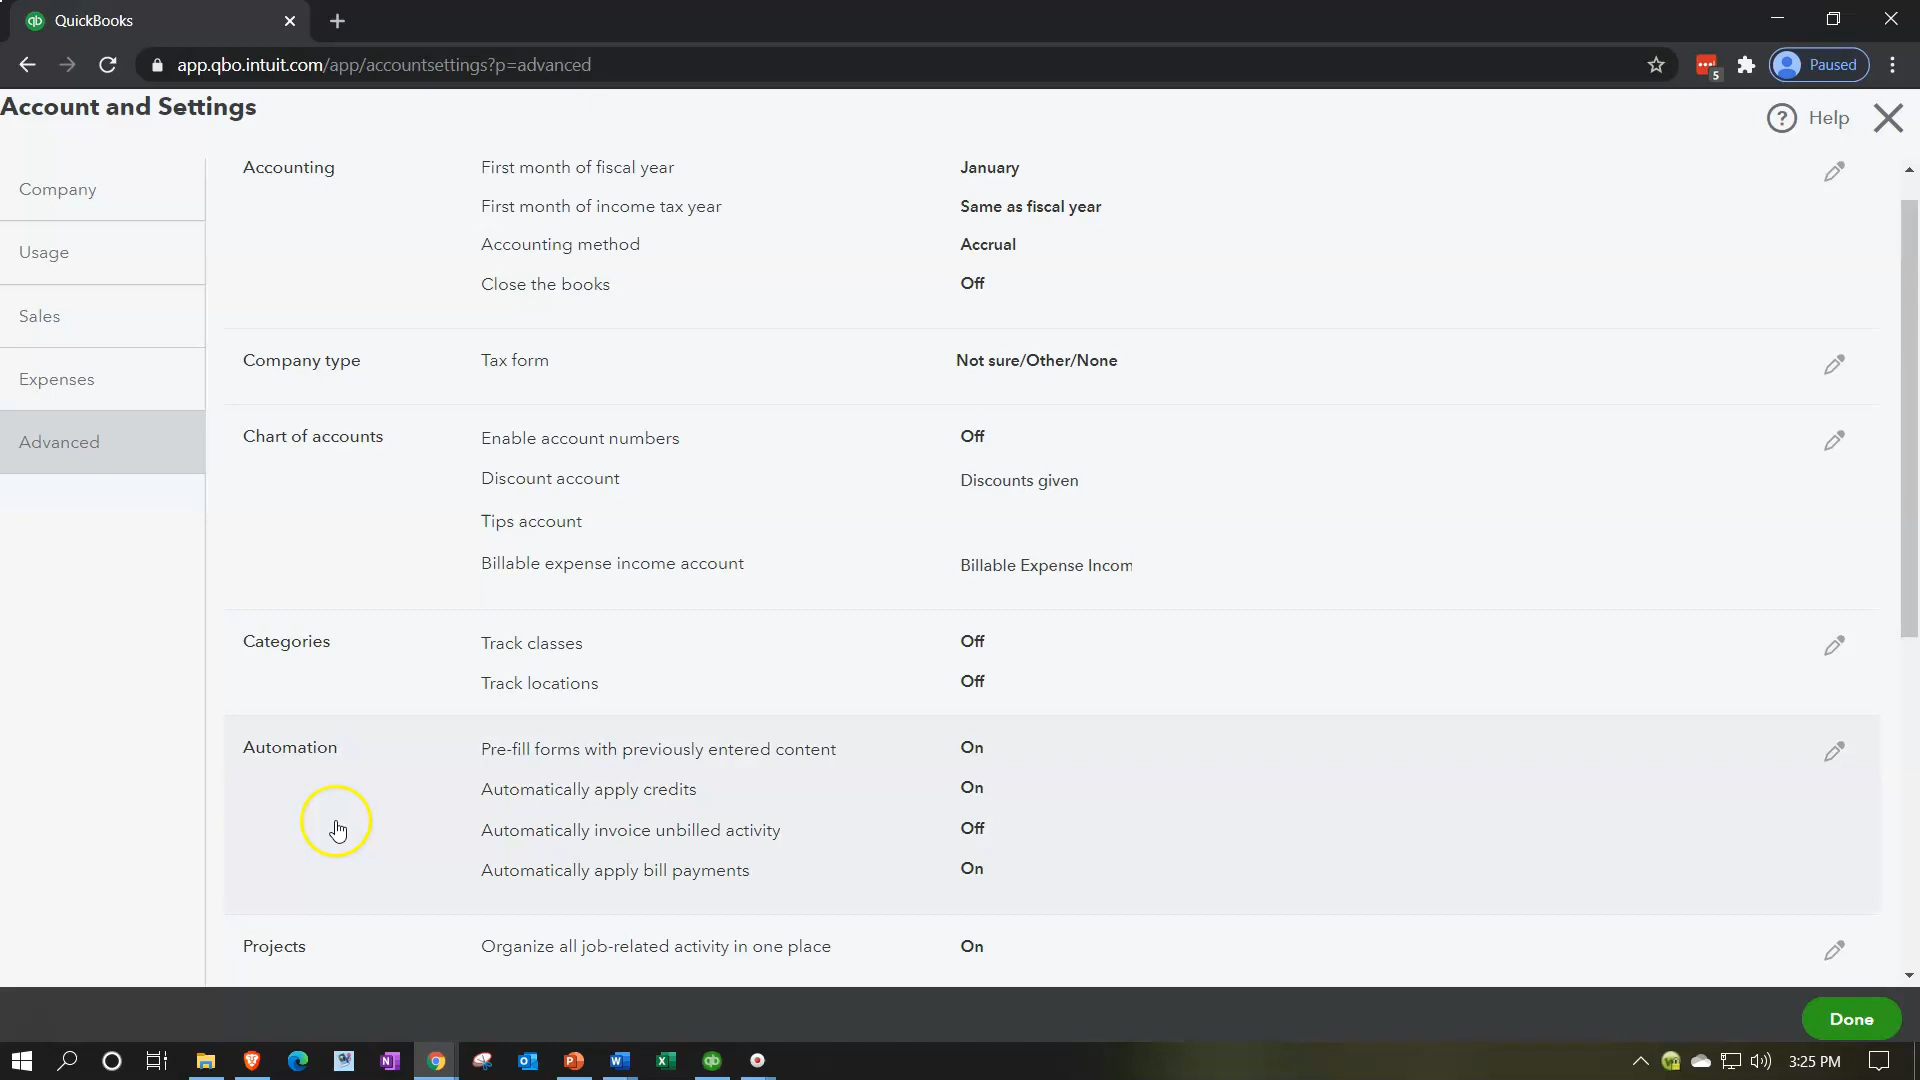 QuickBooks
app.qbo.intuit.com/app/accountsettings?p=advanced
5
Paused
Account and Settings
Help
Company
Usage
Sales
Expenses
Advanced
Accounting
First month of fiscal year January
First month of income tax year Same as fiscal year
Accounting method Accrual
Close the books Off
Company type
Tax form Not sure/Other/None
Chart of accounts
Enable account numbers Off
Discount account Discounts given
Tips account
Billable expense income account Billable Expense Incom
Categories
Track classes Off
Track locations Off
Automation
Pre-fill forms with previously entered content On
Automatically apply credits On
Automatically invoice unbilled activity Off
Automatically apply bill payments On
Projects
Organize all job-related activity in one place On
Done
3:25 PM